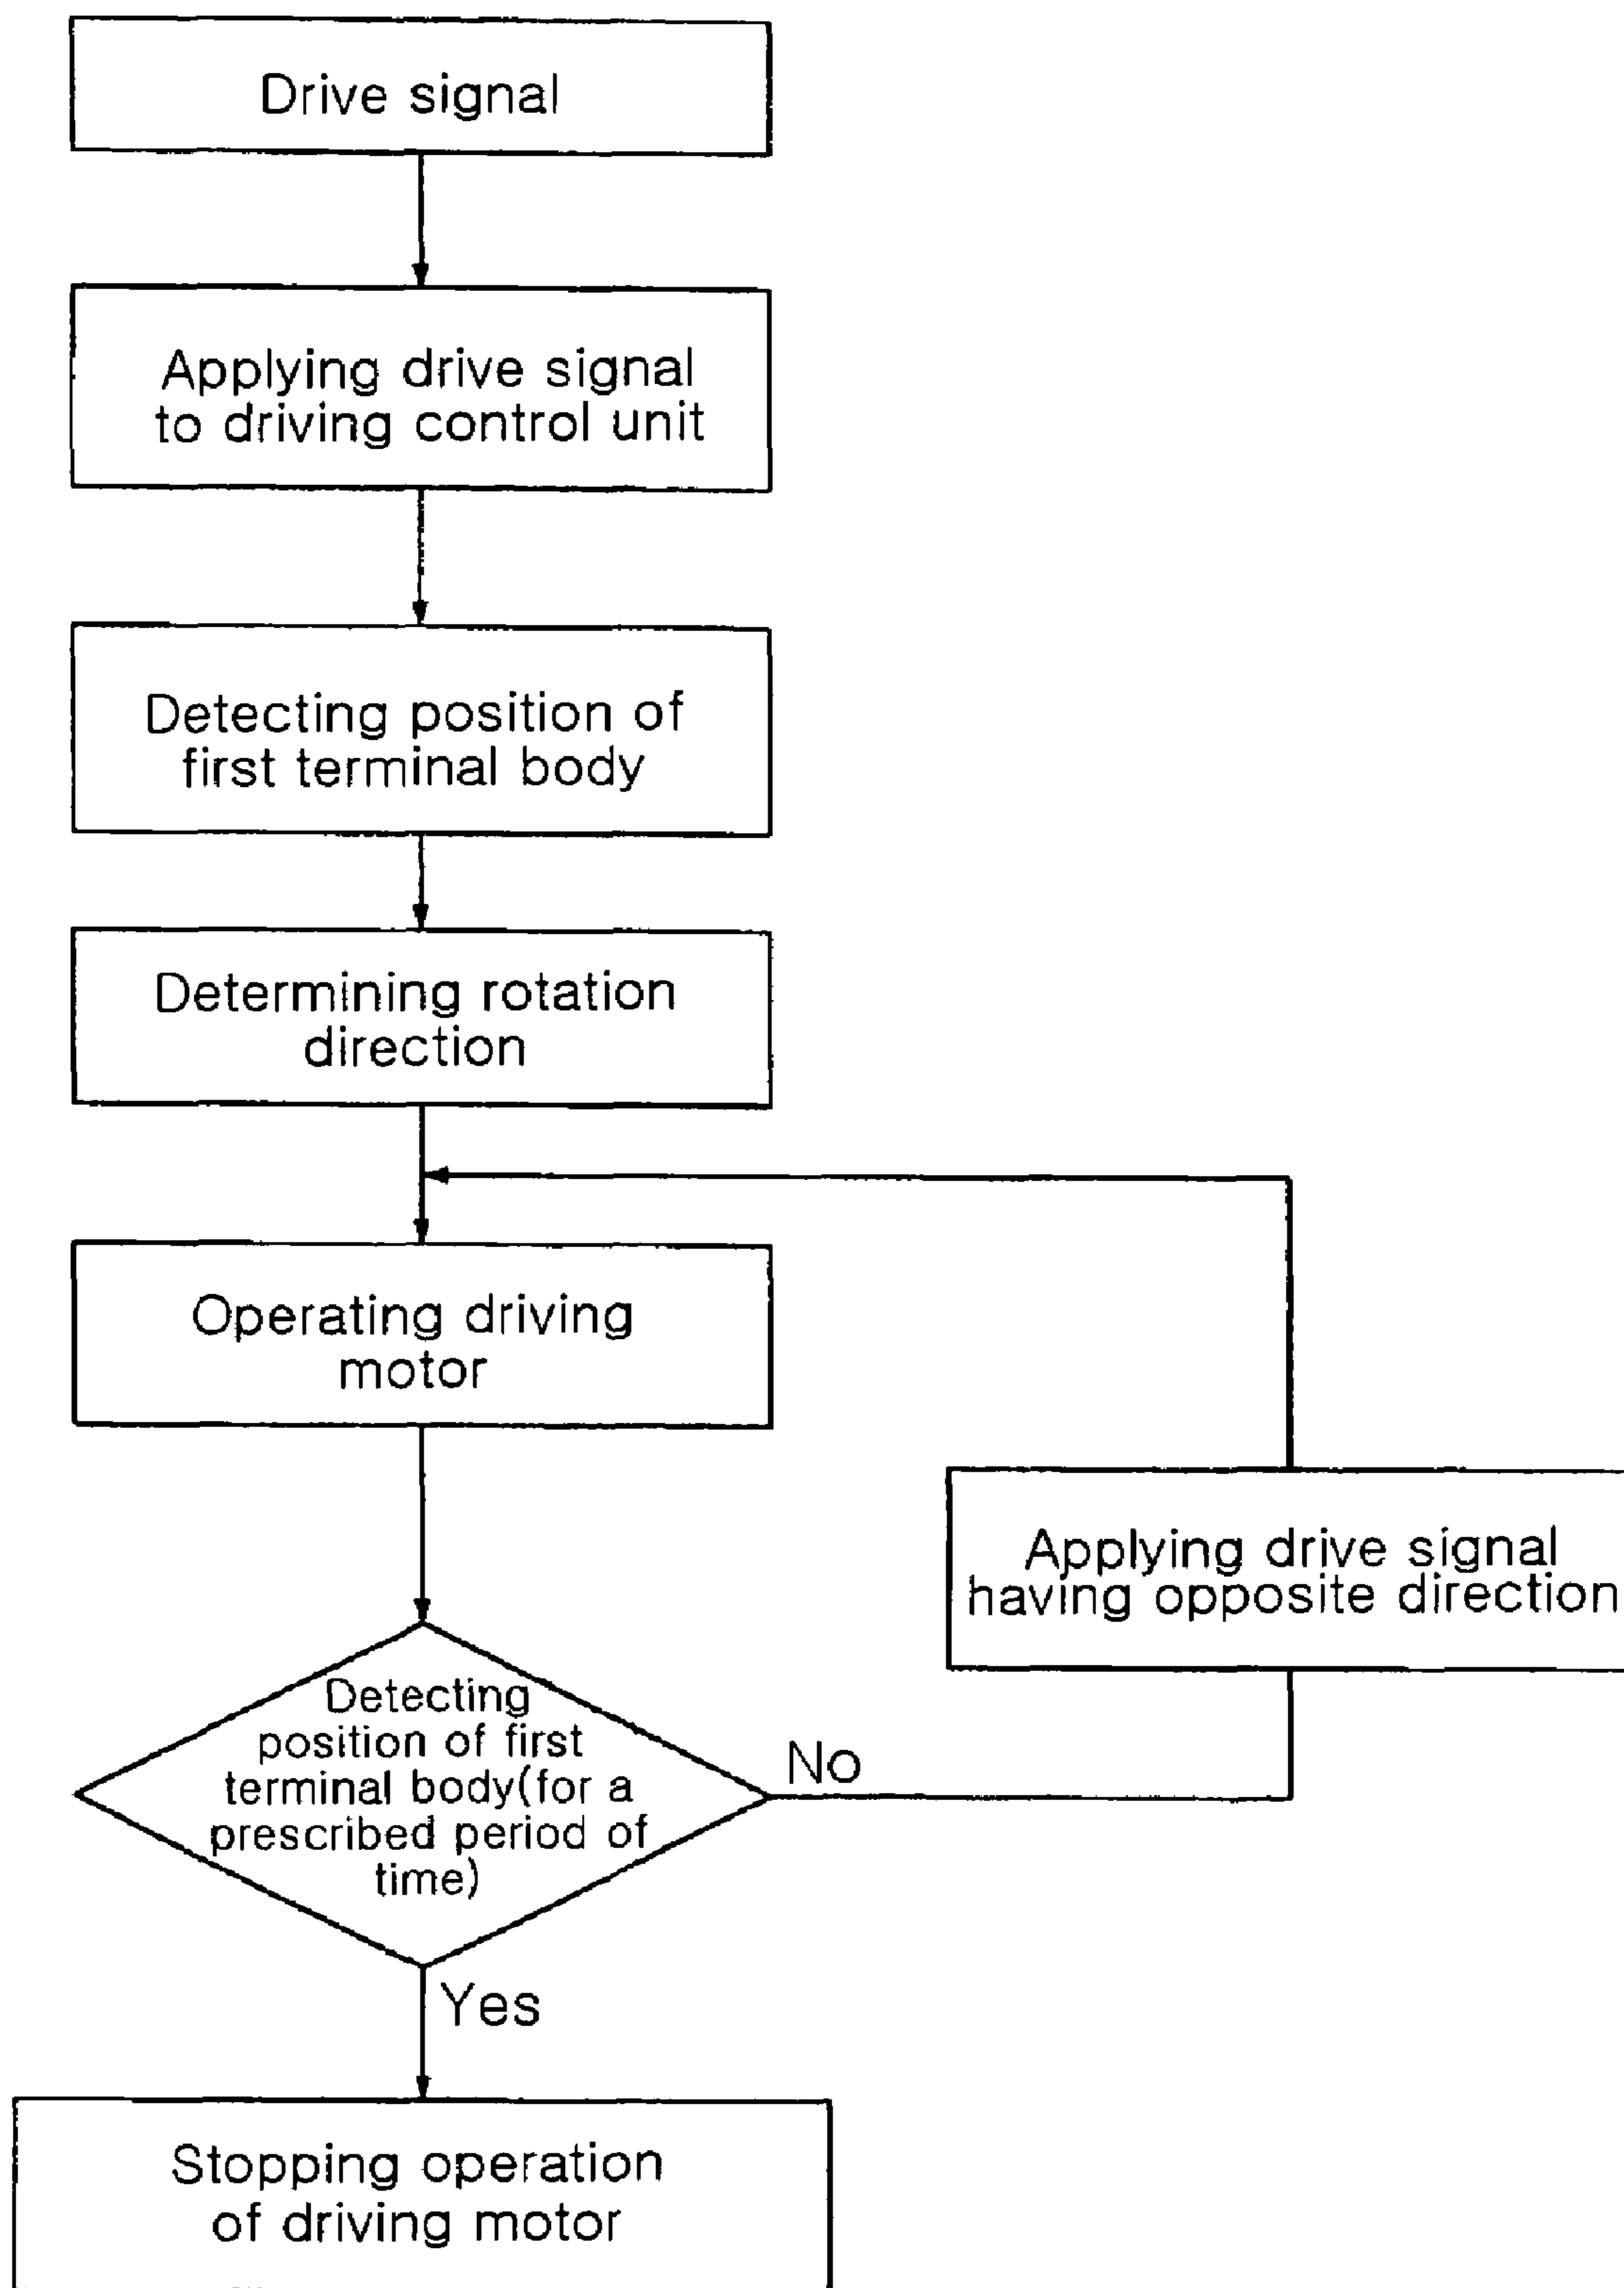 Drive signal
Applying drive signal
to driving control unit
Detecting position of
first terminal body
Determining rotation
direction
Operating driving
motor
Applying drive signal
having opposite direction
Detecting
position of first
terminal body(for a
prescribed period of
time)
No
Yes
Stopping operation
of driving motor